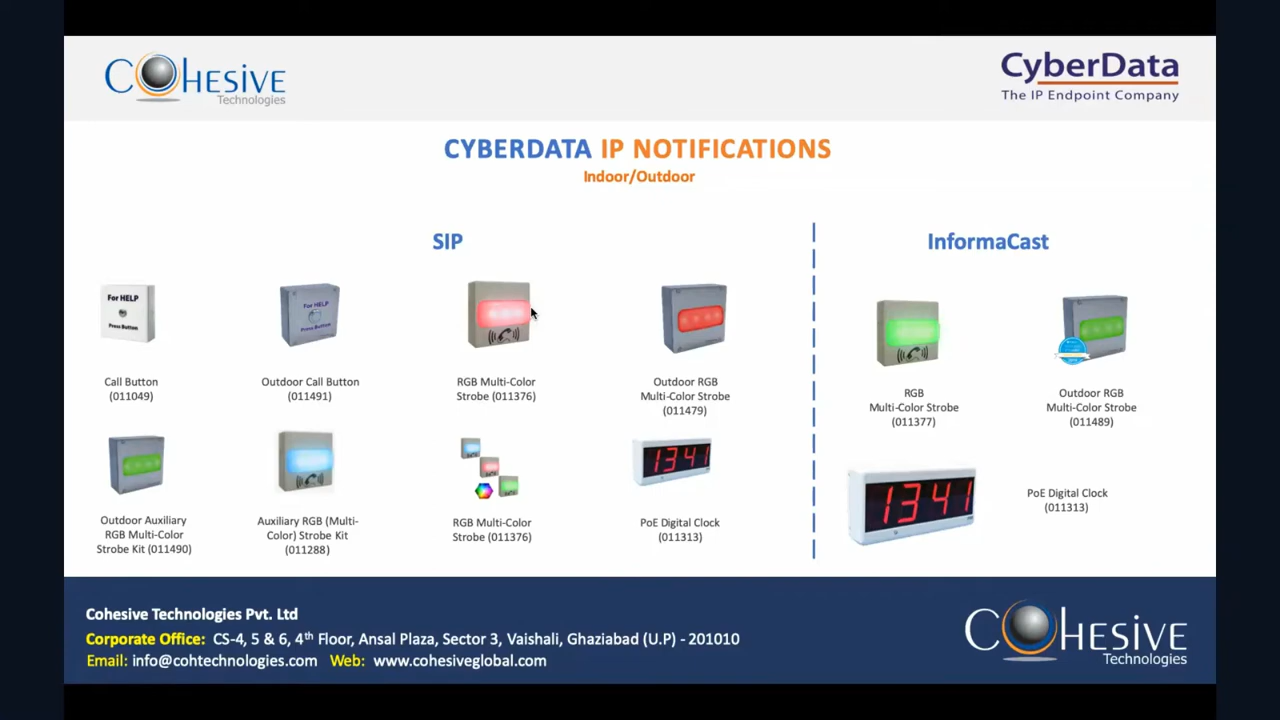 COHESIVE
Technologies
CyberData
The IP Endpoint Company
CYBERDATA IP NOTIFICATIONS
Indoor/Outdoor
SIP
InformaCast
For HELP
Press Button
For HELP
Press Button
Call Button
(011049)
Outdoor Call Button
(011491)
RGB Multi-Color
Strobe (011376)
Outdoor RGB
Multi-Color Strobe
(011479)
RGB
Multi-Color Strobe
(011377)
Outdoor RGB
Multi-Color Strobe
(011489)
1341
Outdoor Auxiliary
RGB Multi-Color
Strobe Kit (011490)
Auxiliary RGB (Multi-
Color) Strobe Kit
(011288)
RGB Multi-Color
Strobe (011376)
PoE Digital Clock
(011313)
1341
PoE Digital Clock
(011313)
Cohesive Technologies Pvt. Ltd
Corporate Office: CS-4, 5 & 6, 4th Floor, Ansal Plaza, Sector 3, Vaishali, Ghaziabad (U.P) - 201010
Email: info@cohtechnologies.com Web: www.cohesiveglobal.com
COHESIVE
Technologies